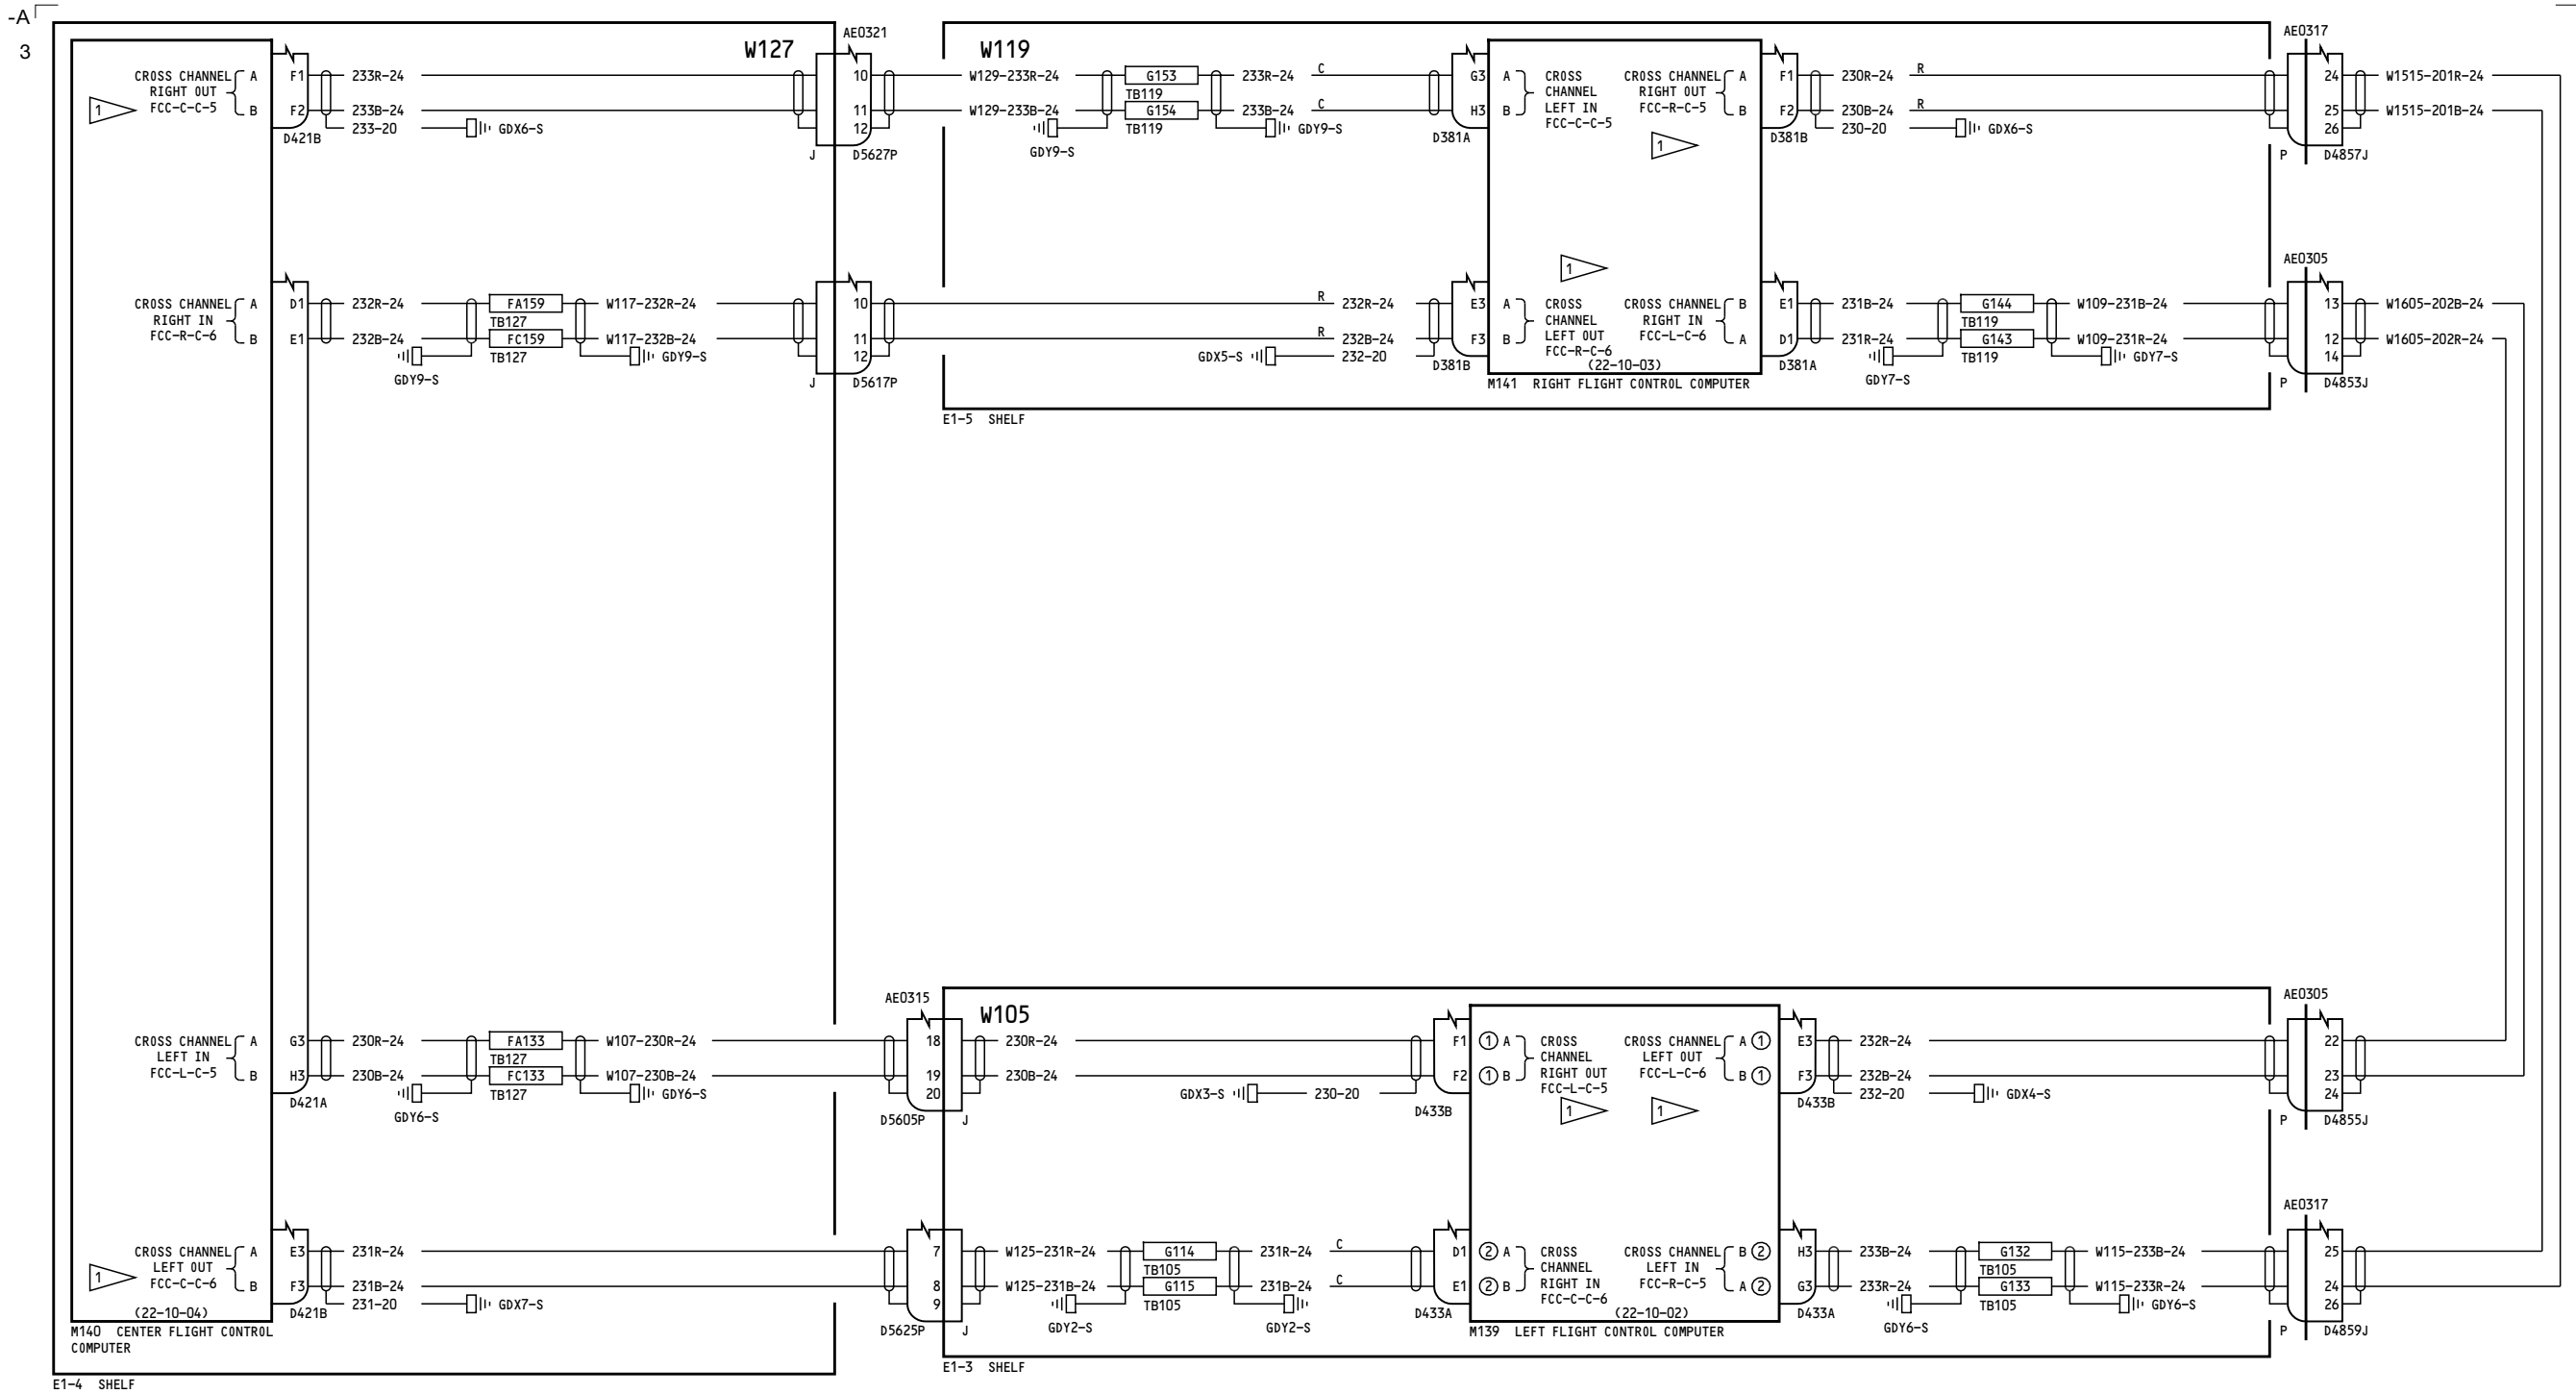 -A
3
W127
AE0321
W119
AE0317
CROSS CHANNEL A F1 233R-24 10 W129-233R-24 G153 233R-24 C G3 A CROSS CROSS CHANNEL A F1 230R-24 R 24 W1515-201R-24
RIGHT OUT TB119 CHANNEL RIGHT OUT
1 FCC-C-C-5 B F2 233B-24 11 W129-233B-24 G154 233B-24 C H3 B LEFT IN FCC-R-C-5 B F2 230B-24 R 25 W1515-201B-24
FCC-C-C-5
233-20 GDX6-S 12 TB119 GDY9-S 230-20 GDX6-S 26
D421B D381A D381B
J D5627P GDY9-S 1 P D4857J
AE0305
1
CROSS CHANNEL A D1 232R-24 FA159 W117-232R-24 10 R 232R-24 E3 A CROSS CROSS CHANNEL B E1 231B-24 G144 W109-231B-24 13 W1605-202B-24
RIGHT IN TB127 CHANNEL RIGHT IN TB119
FCC-R-C-6 B E1 232B-24 FC159 W117-232B-24 11 R 232B-24 F3 B LEFT OUT FCC-L-C-6 A D1 231R-24 G143 W109-231R-24 12 W1605-202R-24
FCC-R-C-6
TB127 GDY9-S 12 GDX5-S 232-20 TB119 GDY7-S 14
D381B (22-10-03) D381A
GDY9-S J D5617P M141 RIGHT FLIGHT CONTROL COMPUTER GDY7-S P D4853J
E1-5 SHELF
AE0315
W105
AE0305
CROSS CHANNEL A G3 230R-24 FA133 W107-230R-24 18 230R-24 F1 1 A CROSS CROSS CHANNEL A 1 E3 232R-24 22
LEFT IN TB127 CHANNEL LEFT OUT
FCC-L-C-5 B H3 230B-24 FC133 W107-230B-24 19 230B-24 F2 1 B RIGHT OUT FCC-L-C-6 B 1 F3 232B-24 23
FCC-L-C-5
TB127 GDY6-S 20 GDX3-S 230-20 232-20 GDX4-S 24
D421A D433B 1 1 D433B
GDY6-S D5605P J P D4855J
AE0317
CROSS CHANNEL A E3 231R-24 7 W125-231R-24 G114 231R-24 C D1 2 A CROSS CROSS CHANNEL B 2 H3 233B-24 G132 W115-233B-24 25
LEFT OUT TB105 CHANNEL LEFT IN TB105
1 FCC-C-C-6 B F3 231B-24 8 W125-231B-24 G115 231B-24 C E1 2 B RIGHT IN FCC-R-C-5 A 2 G3 233R-24 G133 W115-233R-24 24
FCC-C-C-6
231-20 GDX7-S 9 TB105 TB105 GDY6-S 26
(22-10-04) D421B D433A (22-10-02) D433A
M140 CENTER FLIGHT CONTROL D5625P J GDY2-S GDY2-S M139 LEFT FLIGHT CONTROL COMPUTER GDY6-S P D4859J
COMPUTER
E1-3 SHELF
E1-4 SHELF